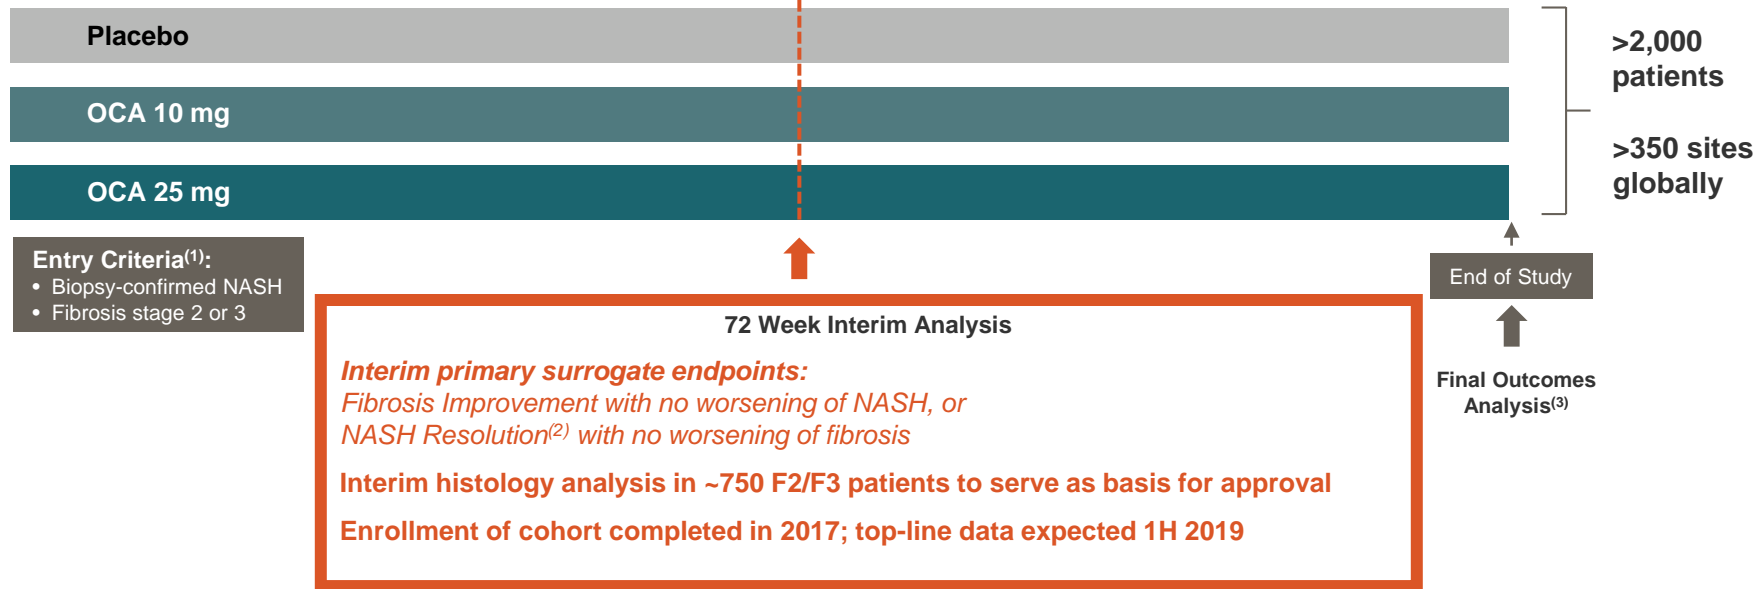 Placebo
OCA 10 mg
OCA 25 mg
>2,000
patients
>350 sites
globally
Entry Criteria(1):
• Biopsy-confirmed NASH
• Fibrosis stage 2 or 3
72 Week Interim Analysis
Interim primary surrogate endpoints:
Fibrosis Improvement with no worsening of NASH, or
NASH Resolution(2) with no worsening of fibrosis
Interim histology analysis in ~750 F2/F3 patients to serve as basis for approval
Enrollment of cohort completed in 2017; top-line data expected 1H 2019
End of Study
Final Outcomes
Analysis(3)